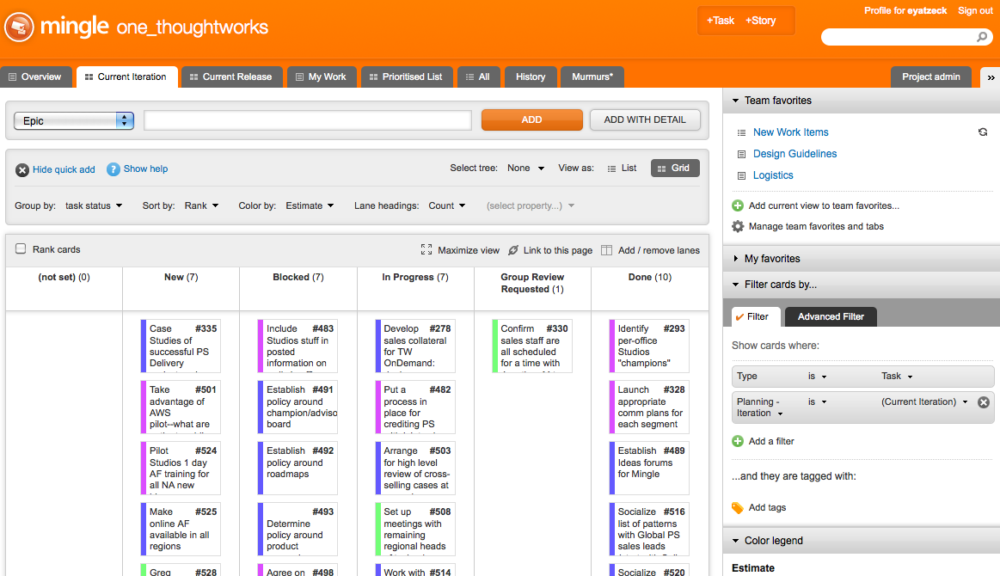 mingle one_thoughtworks
+Task +Story
Profile for eyatzeck Sign out
Overview
Current Iteration
Current Release
My Work
Prioritised List
All
History
Murmurs*
Project admin
»
Epic
ADD
ADD WITH DETAIL
Hide quick add
? Show help
Select tree: None
View as: List Grid
Group by: task status
Sort by: Rank
Color by: Estimate
Lane headings: Count
(select property...)
Rank cards
Maximize view
Link to this page
Add / remove lanes
(not set) (0)
New (7)
Blocked (7)
In Progress (7)
Group Review
Requested (1)
Done (10)
Case #335
Studies of
successful PS
Delivery
Take #501
advantage of
AWS
pilot--what are
Pilot #524
Studios 1 day
AF training for
all NA new
Make #525
online AF
available in all
regions
Greg #528
Include #483
Studios stuff in
posted
information on
Establish #491
policy around
champion/adviso
board
Establish #492
policy around
roadmaps
#493
Determine
policy around
product
Agree on #498
Develop #278
sales collateral
for TW
OnDemand:
Put a #482
process in
place for
crediting PS
Arrange #503
for high level
review of cross-
selling cases at
Set up #508
meetings with
remaining
regional heads
Work with #514
Confirm #330
sales staff are
all scheduled
for a time with
Identify #293
per-office
Studios
"champions"
Launch #328
appropriate
comm plans for
each segment
Establish #489
Ideas forums
for Mingle
Socialize #516
list of patterns
with Global PS
sales leads
Socialize #520
Team favorites
New Work Items
Design Guidelines
Logistics
Add current view to team favorites...
Manage team favorites and tabs
My favorites
Filter cards by...
Filter
Advanced Filter
Show cards where:
Type is Task
Planning - is (Current Iteration)
Iteration
Add a filter
...and they are tagged with:
Add tags
Color legend
Estimate